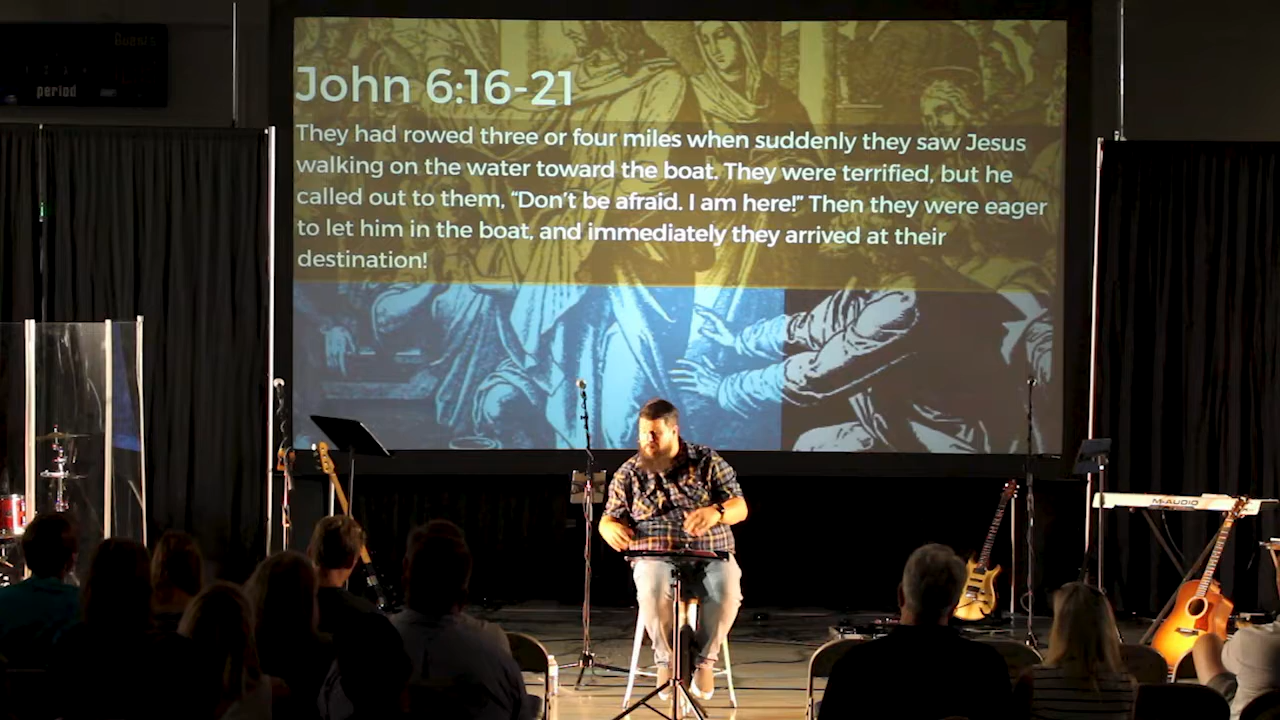 period
John 6:16-21
They had rowed three or four miles when suddenly they saw Jesus
walking on the water toward the boat. They were terrified, but he
called out to them, “Don’t be afraid. I am here!” Then they were eager
to let him in the boat, and immediately they arrived at their
destination!
M-AUDIO